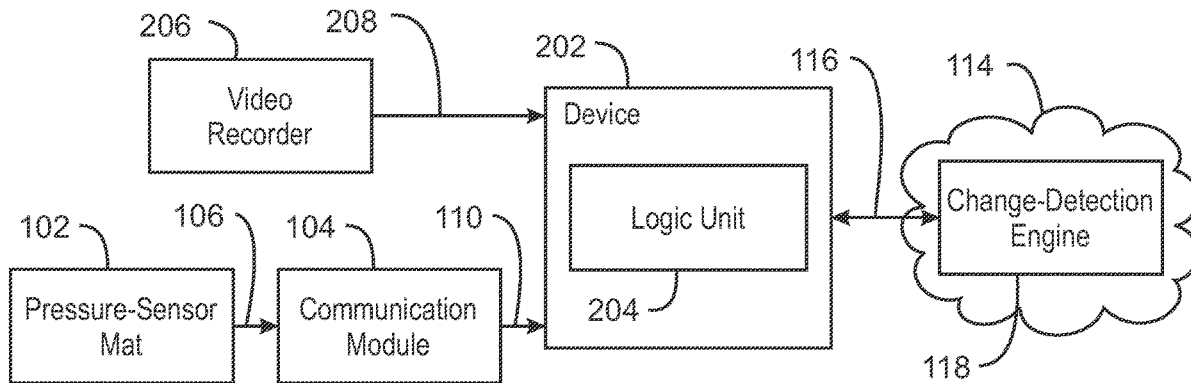 206
208
202
116
114
Video
Recorder
Device
Logic Unit
Change-Detection
Engine
102
106
104
110
204
Pressure-Sensor
Mat
Communication
Module
118